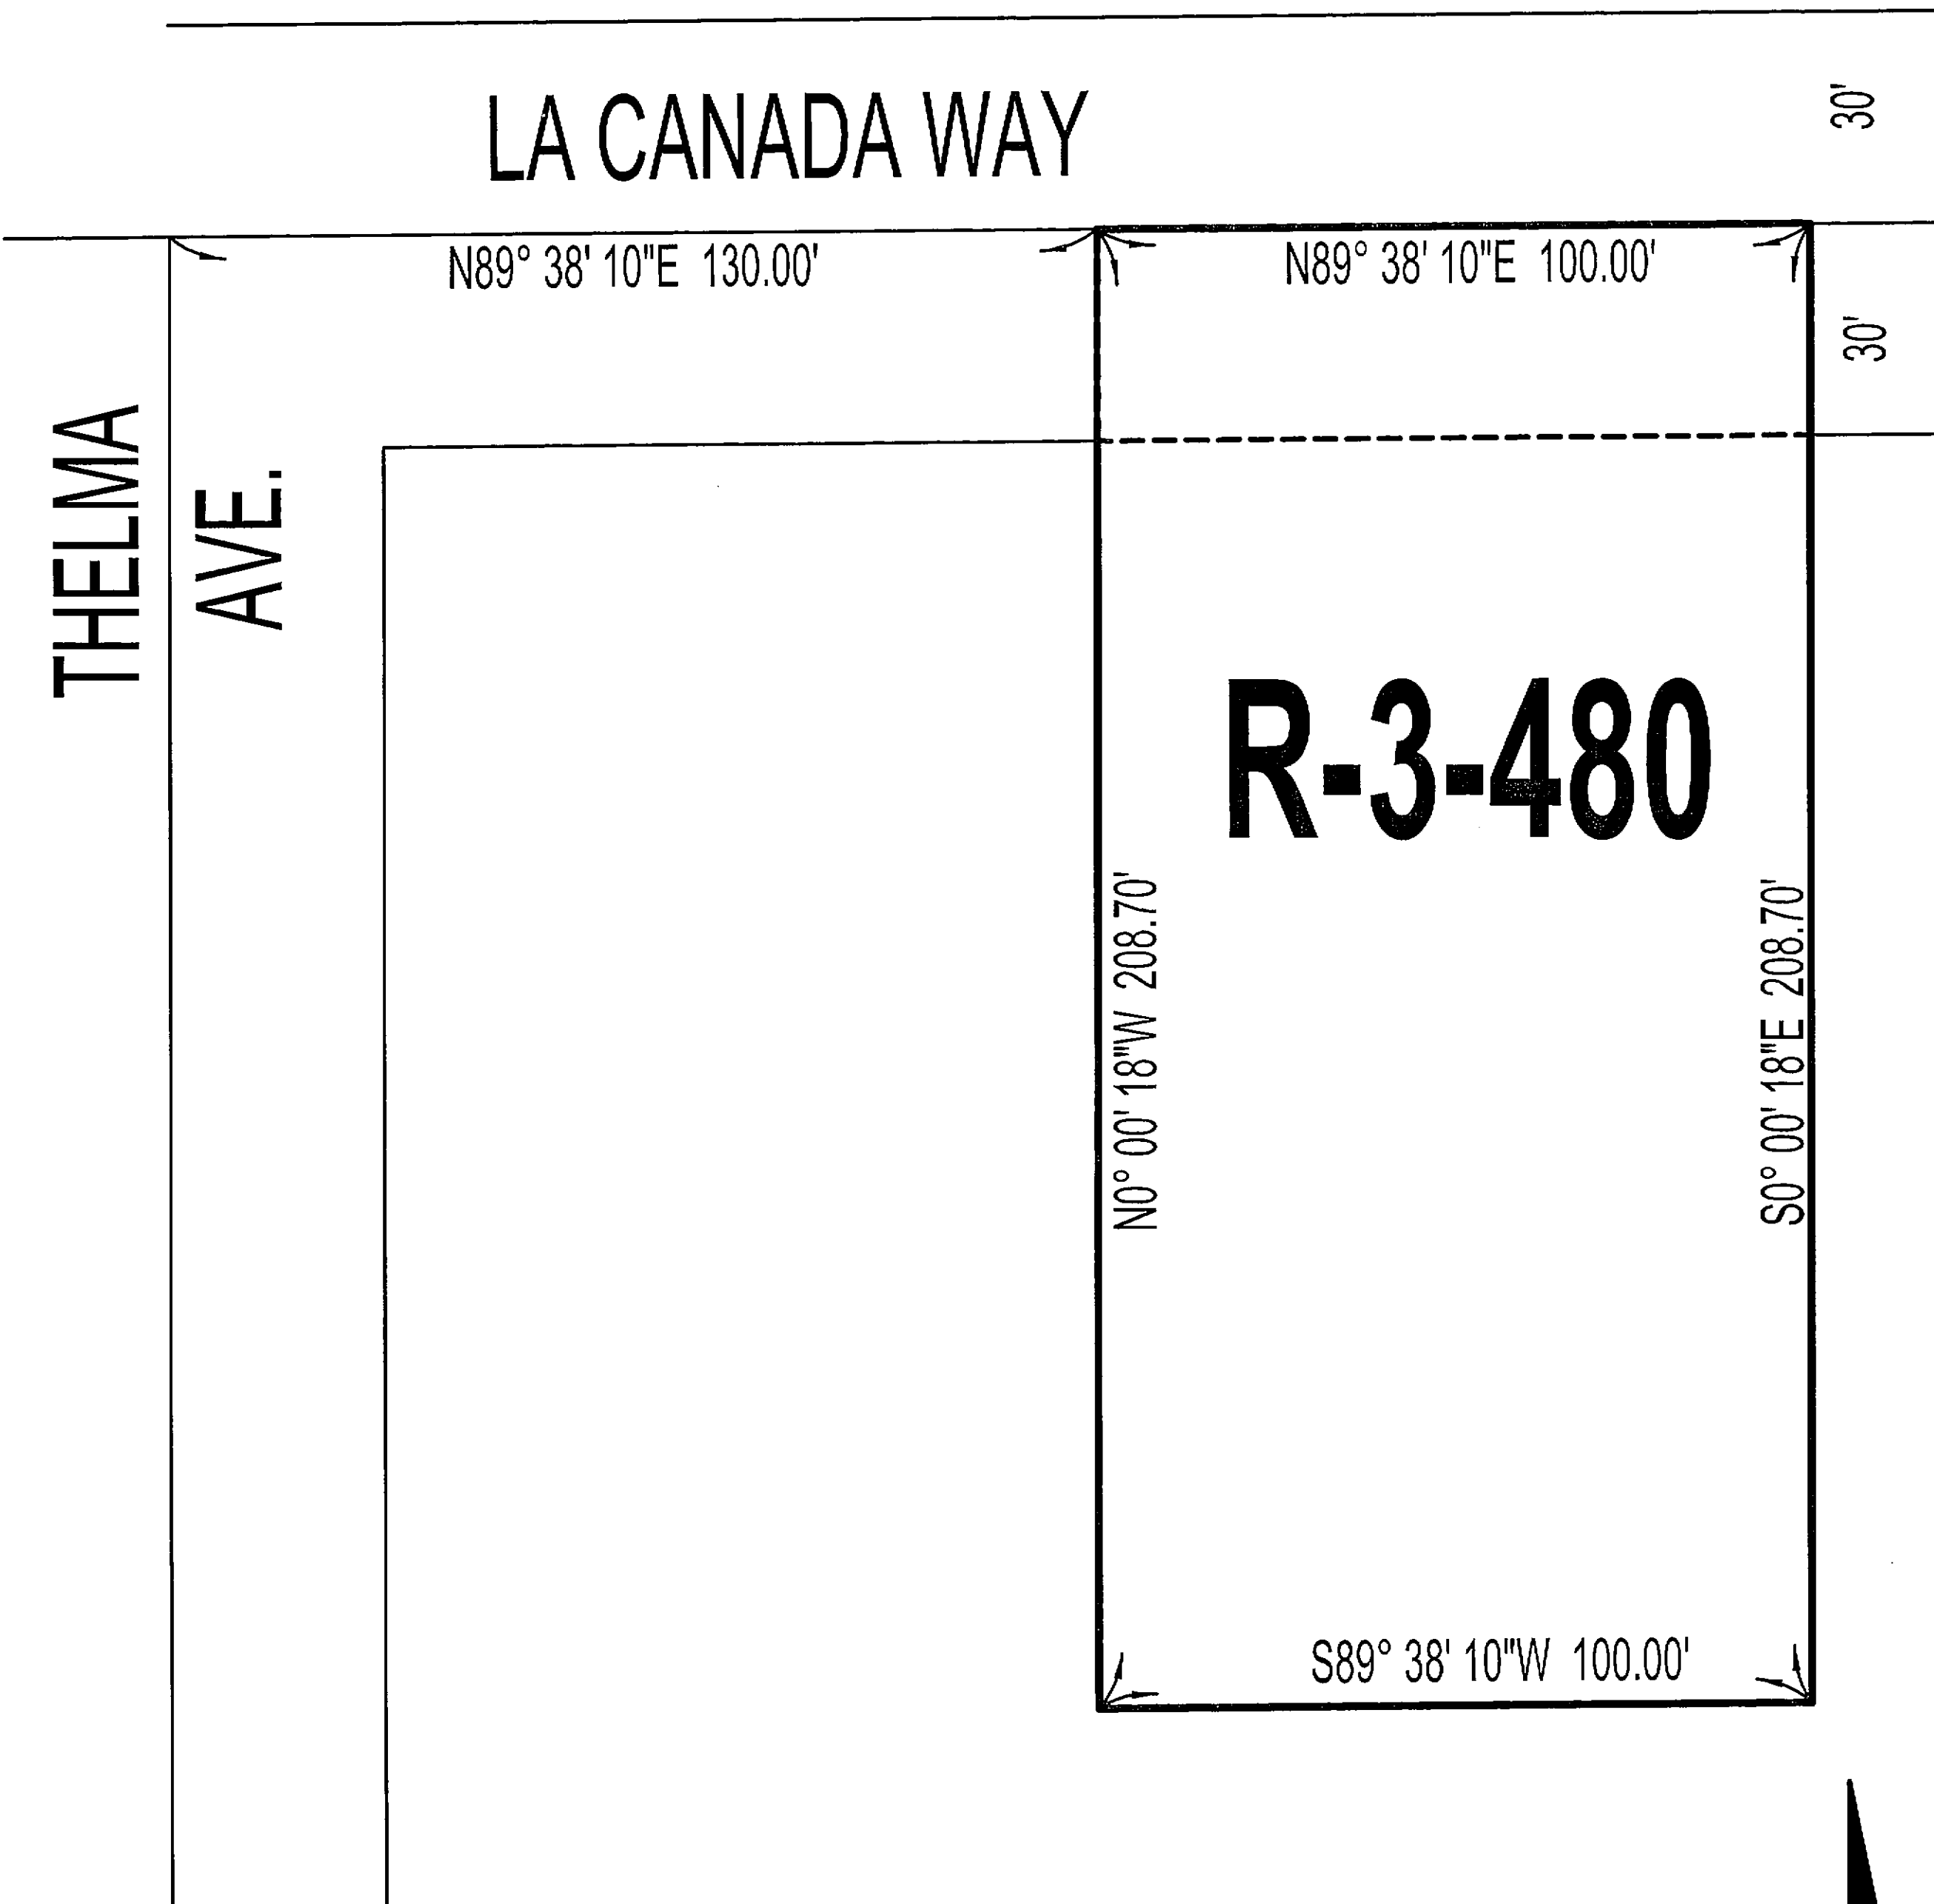 LA CANADA WAY
30'
N89° 38' 10"E 130.00'
N89° 38' 10"E 100.00'
30'
THELMA
AVE.
R-3-480
N0° 00' 18"W 208.70'
S0° 00' 18"E 208.70'
S89° 38' 10"W 100.00'